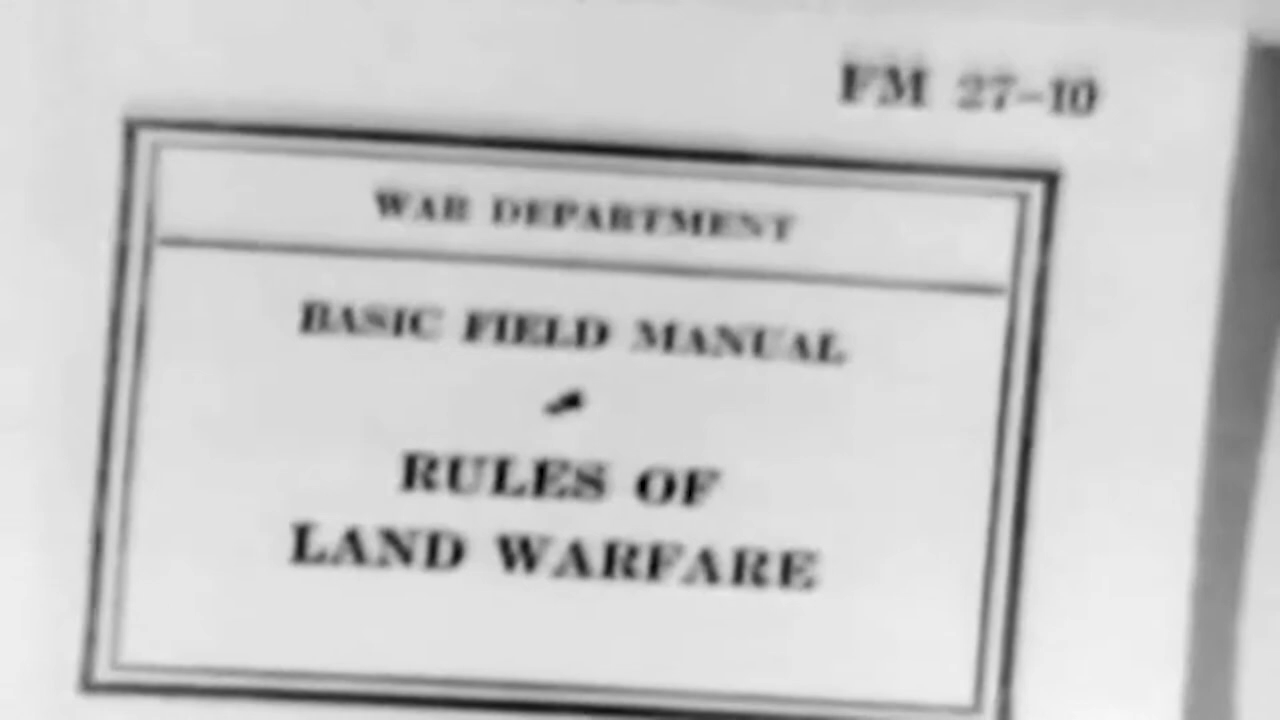 FM 27-10
WAR DEPARTMENT
BASIC FIELD MANUAL
RULES OF
LAND WARFARE